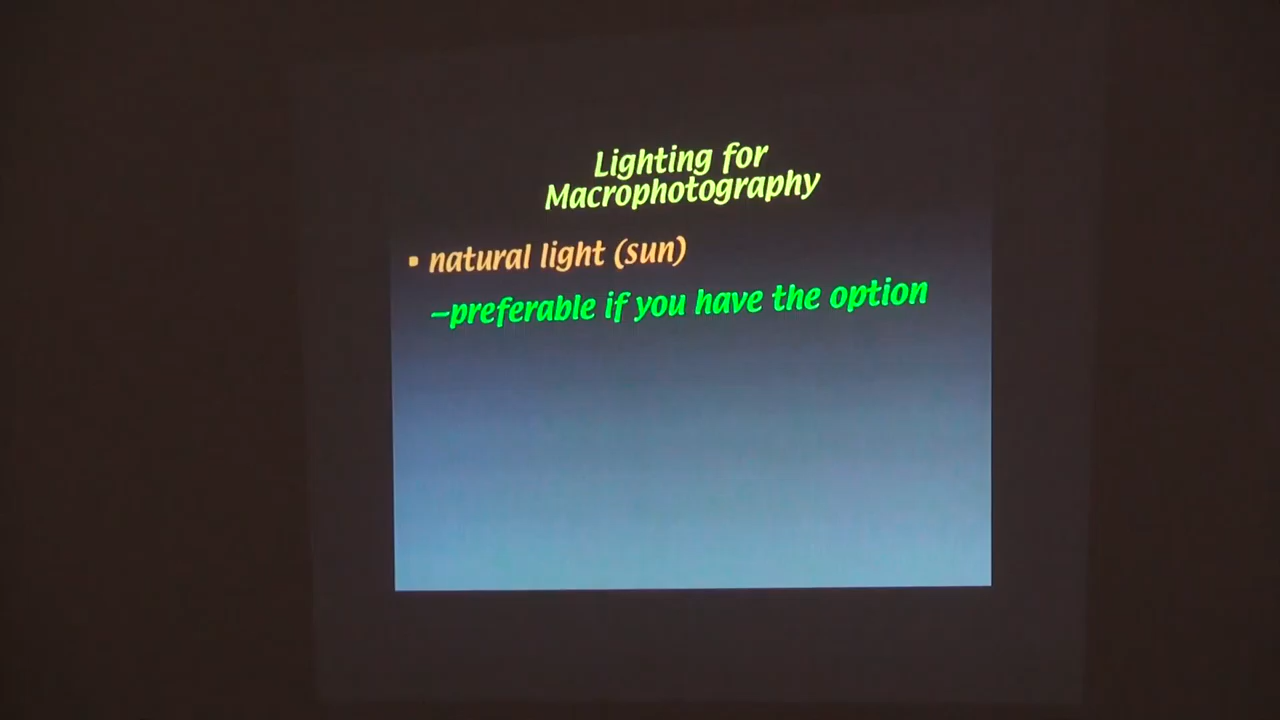 Lighting for
Macrophotography
▪ natural light (sun)
–preferable if you have the option